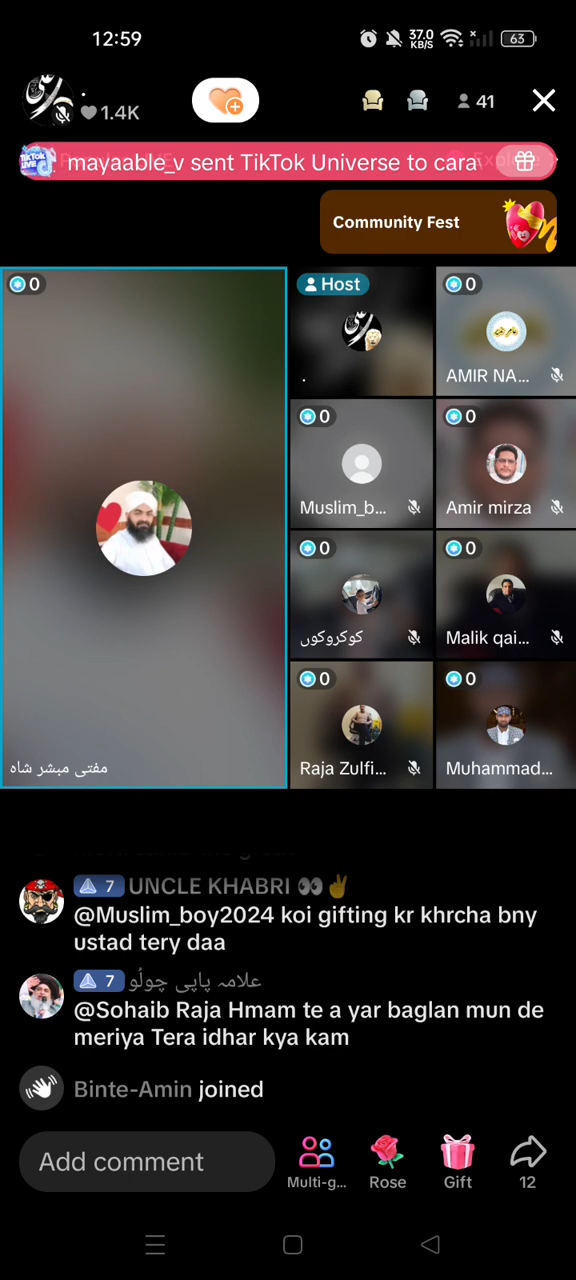 12:59
37.0
KB/S
63
.
1.4K
41
mayaable_v sent TikTok Universe to cara
Community Fest
0
مفتی مبشر شاہ
Host
.
0
AMIR NA...
0
Muslim_b...
0
Amir mirza
0
کوکروکوں
0
Malik qai...
0
Raja Zulfi...
0
Muhammad...
7 UNCLE KHABRI 👀✌
@Muslim_boy2024 koi gifting kr khrcha bny
ustad tery daa
7 علامہ پاپی چولُو
@Sohaib Raja Hmam te a yar baglan mun de
meriya Tera idhar kya kam
Binte-Amin joined
Add comment
Multi-g...
Rose
Gift
12